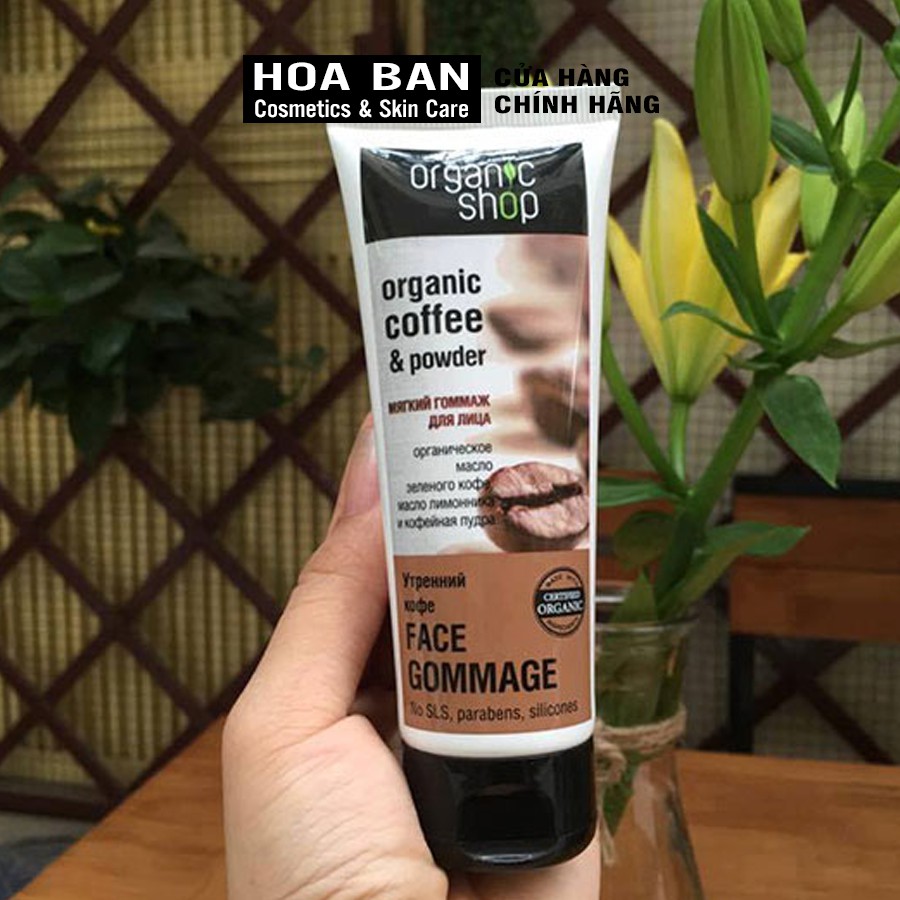 HOA BAN
Cosmetics & Skin Care
CỬA HÀNG
CHÍNH HÃNG
organic
shop
organic
coffee
& powder
мягкий гоммаж
для лица
органическое
масло
зеленого кофе,
масло лимонника
и кофейная пудра
Утренний
кофе
FACE
GOMMAGE
No SLS, parabens, silicones
CERTIFIED
ORGANIC